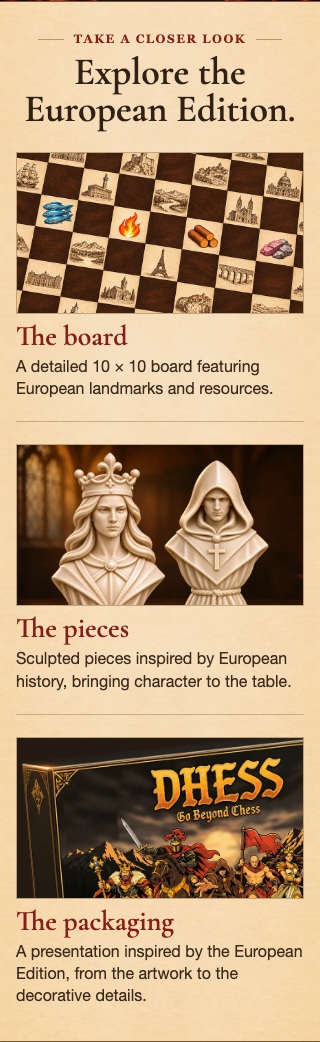 TAKE A CLOSER LOOK
Explore the
European Edition.
The board
A detailed 10 × 10 board featuring
European landmarks and resources.
The pieces
Sculpted pieces inspired by European
history, bringing character to the table.
DHESS
Go Beyond Chess
The packaging
A presentation inspired by the European
Edition, from the artwork to the
decorative details.